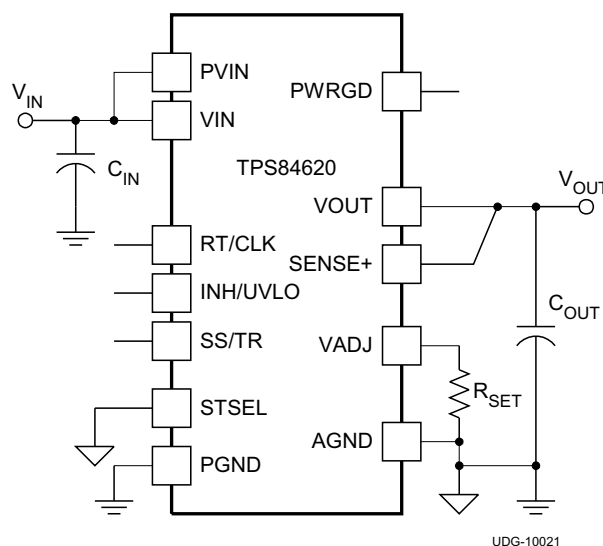 PVIN
PWRGD
V_IN
VIN
TPS84620
C_IN
VOUT
V_OUT
RT/CLK
SENSE+
INH/UVLO
C_OUT
SS/TR
VADJ
R_SET
STSEL
AGND
PGND
UDG-10021